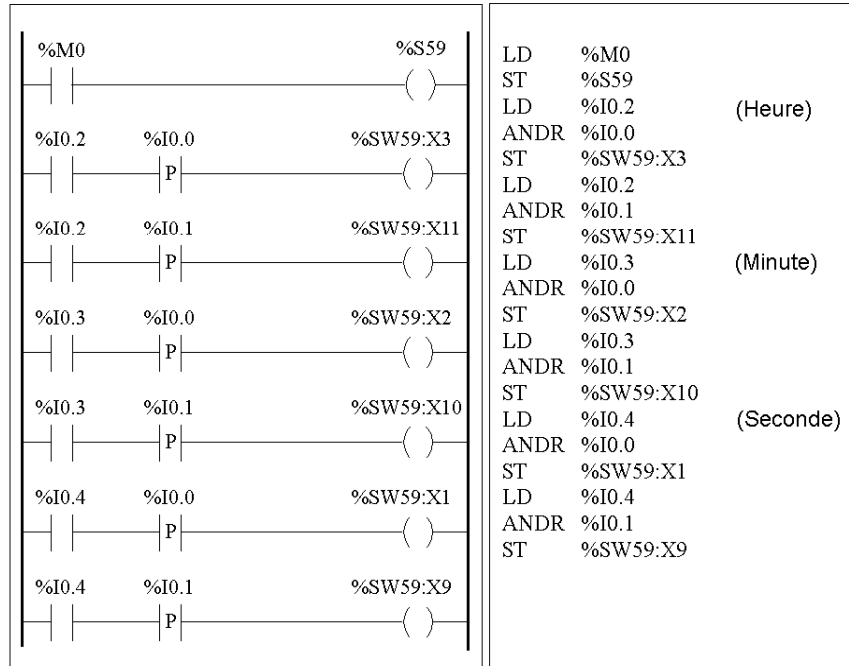 %M0 %S59
%I0.2 %I0.0 %SW59:X3
P
%I0.2 %I0.1 %SW59:X11
P
%I0.3 %I0.0 %SW59:X2
P
%I0.3 %I0.1 %SW59:X10
P
%I0.4 %I0.0 %SW59:X1
P
%I0.4 %I0.1 %SW59:X9
P
LD %M0
ST %S59
LD %I0.2 (Heure)
ANDR %I0.0
ST %SW59:X3
LD %I0.2
ANDR %I0.1
ST %SW59:X11
LD %I0.3 (Minute)
ANDR %I0.0
ST %SW59:X2
LD %I0.3
ANDR %I0.1
ST %SW59:X10
LD %I0.4 (Seconde)
ANDR %I0.0
ST %SW59:X1
LD %I0.4
ANDR %I0.1
ST %SW59:X9